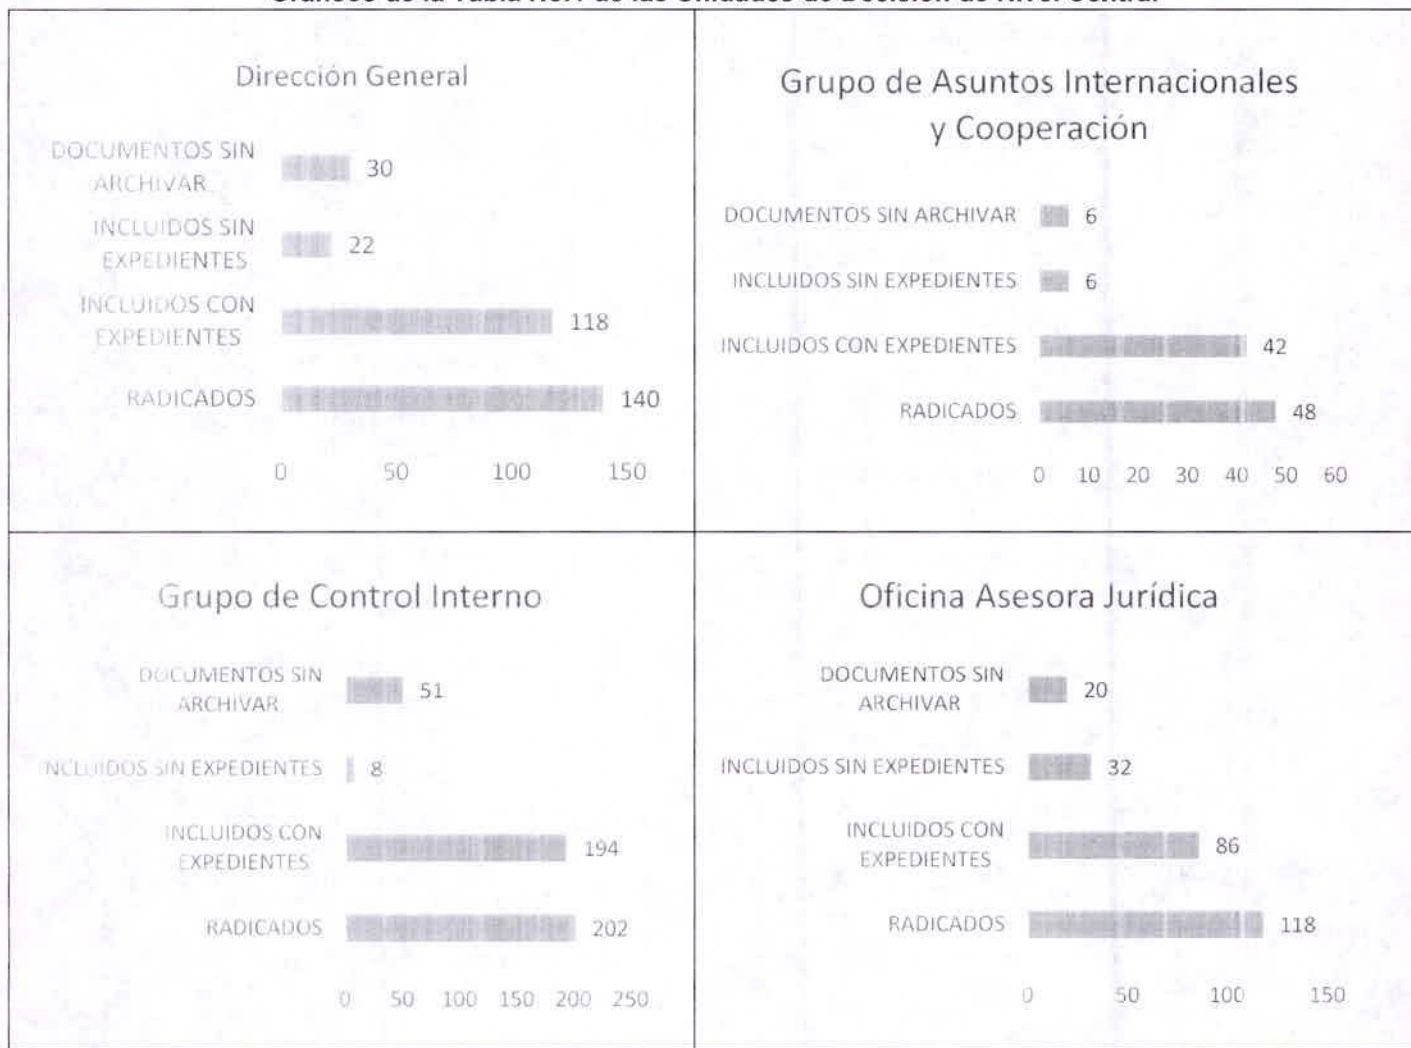 Dirección General
DOCUMENTOS SIN
ARCHIVAR
30
INCLUIDOS SIN
EXPEDIENTES
22
INCLUIDOS CON
EXPEDIENTES
118
RADICADOS
140
0 50 100 150
Grupo de Asuntos Internacionales
y Cooperación
DOCUMENTOS SIN ARCHIVAR 6
INCLUIDOS SIN EXPEDIENTES 6
INCLUIDOS CON EXPEDIENTES 42
RADICADOS 48
0 10 20 30 40 50 60
Grupo de Control Interno
DOCUMENTOS SIN
ARCHIVAR
51
NCLUIDOS SIN EXPEDIENTES 8
INCLUIDOS CON
EXPEDIENTES
194
RADICADOS 202
0 50 100 150 200 250
Oficina Asesora Jurídica
DOCUMENTOS SIN
ARCHIVAR
20
INCLUIDOS SIN EXPEDIENTES 32
INCLUIDOS CON
EXPEDIENTES
86
RADICADOS 118
0 50 100 150